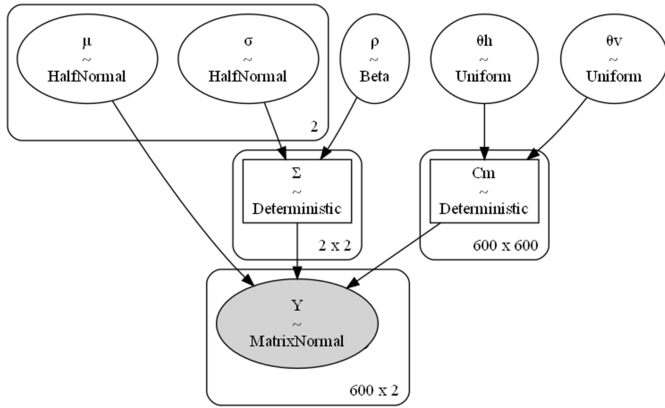 μ
~
HalfNormal
σ
~
HalfNormal
ρ
~
Beta
θh
~
Uniform
θv
~
Uniform
2
Σ
~
Deterministic
2 x 2
Cm
~
Deterministic
600 x 600
Y
~
MatrixNormal
600 x 2